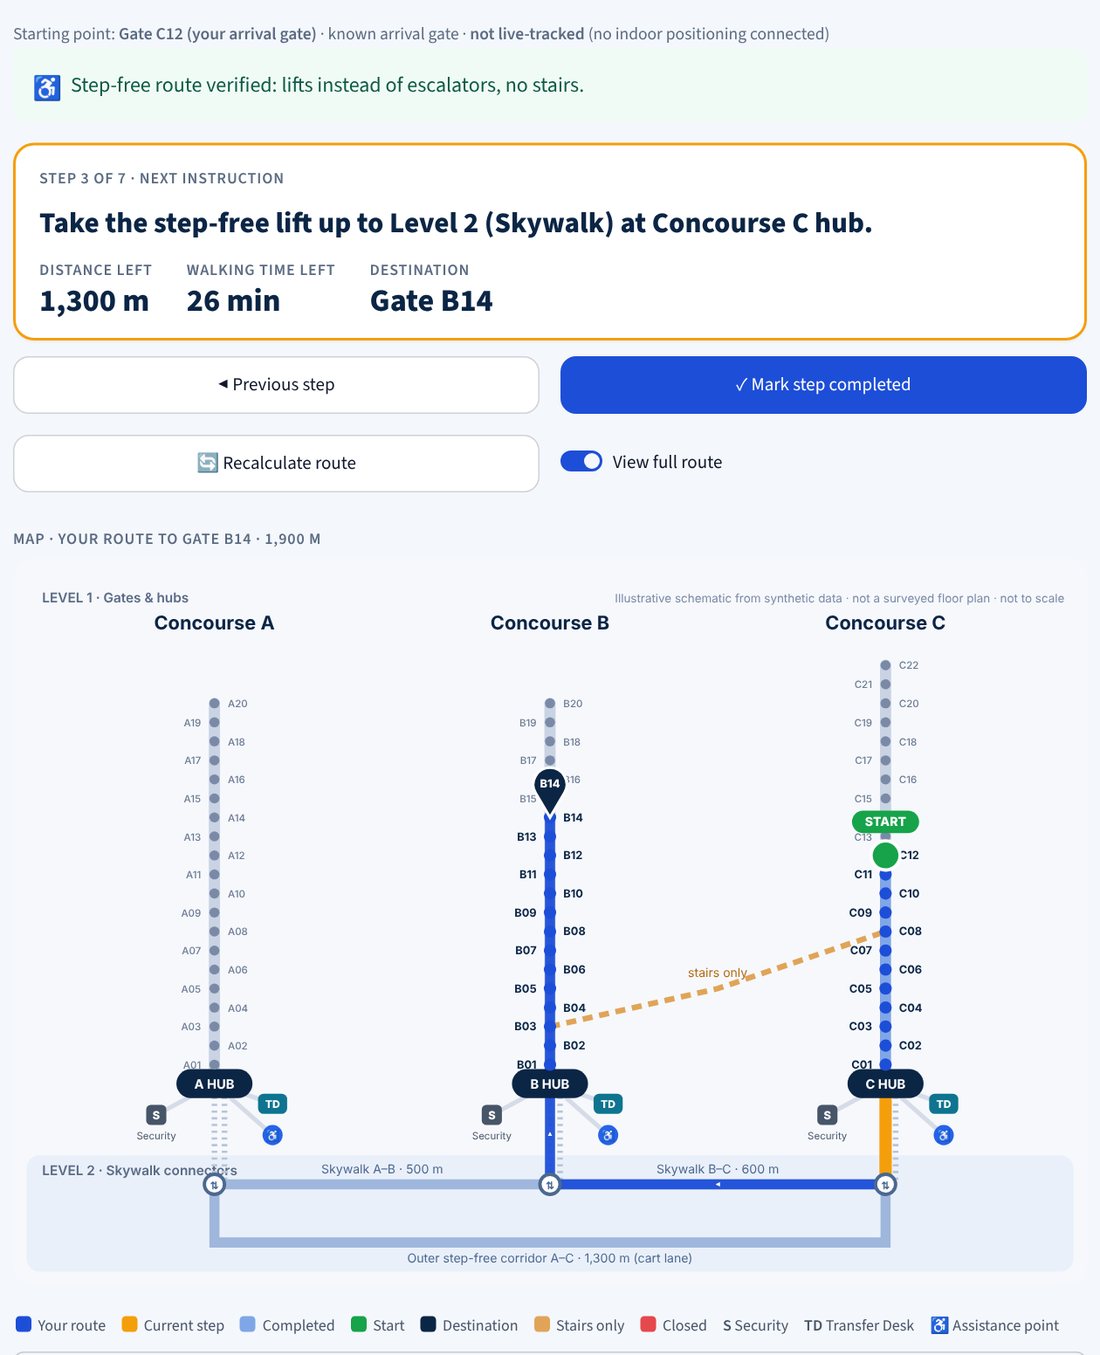 Starting point: Gate C12 (your arrival gate) · known arrival gate · not live-tracked (no indoor positioning connected)
Step-free route verified: lifts instead of escalators, no stairs.
STEP 3 OF 7 · NEXT INSTRUCTION
Take the step-free lift up to Level 2 (Skywalk) at Concourse C hub.
DISTANCE LEFT WALKING TIME LEFT DESTINATION
1,300 m 26 min Gate B14
◂ Previous step ✓ Mark step completed
Recalculate route View full route
MAP · YOUR ROUTE TO GATE B14 · 1,900 M
LEVEL 1 · Gates & hubs Illustrative schematic from synthetic data · not a surveyed floor plan · not to scale
Concourse A Concourse B Concourse C
C22
C21
A20 B20 C20
A19 B19 C19
A18 B18 C18
A17 B17 C17
A16 C16
B14
A15 B15 C15
A14 B14
START
A13 B13 C13
A12 B12
A11 B11 C11
A10 B10 C10
A09 B09 C09
A08 B08 C08
A07 B07 C07
A06 B06 C06
stairs only
A05 B05 C05
A04 B04 C04
A03 B03 C03
A02 B02 C02
A01 B01 C01
A HUB B HUB C HUB
TD TD TD
S S S
Security Security Security
LEVEL 2 · Skywalk connectors Skywalk A–B · 500 m Skywalk B–C · 600 m
Outer step-free corridor A–C · 1,300 m (cart lane)
Your route Current step Completed Start Destination Stairs only Closed S Security TD Transfer Desk Assistance point